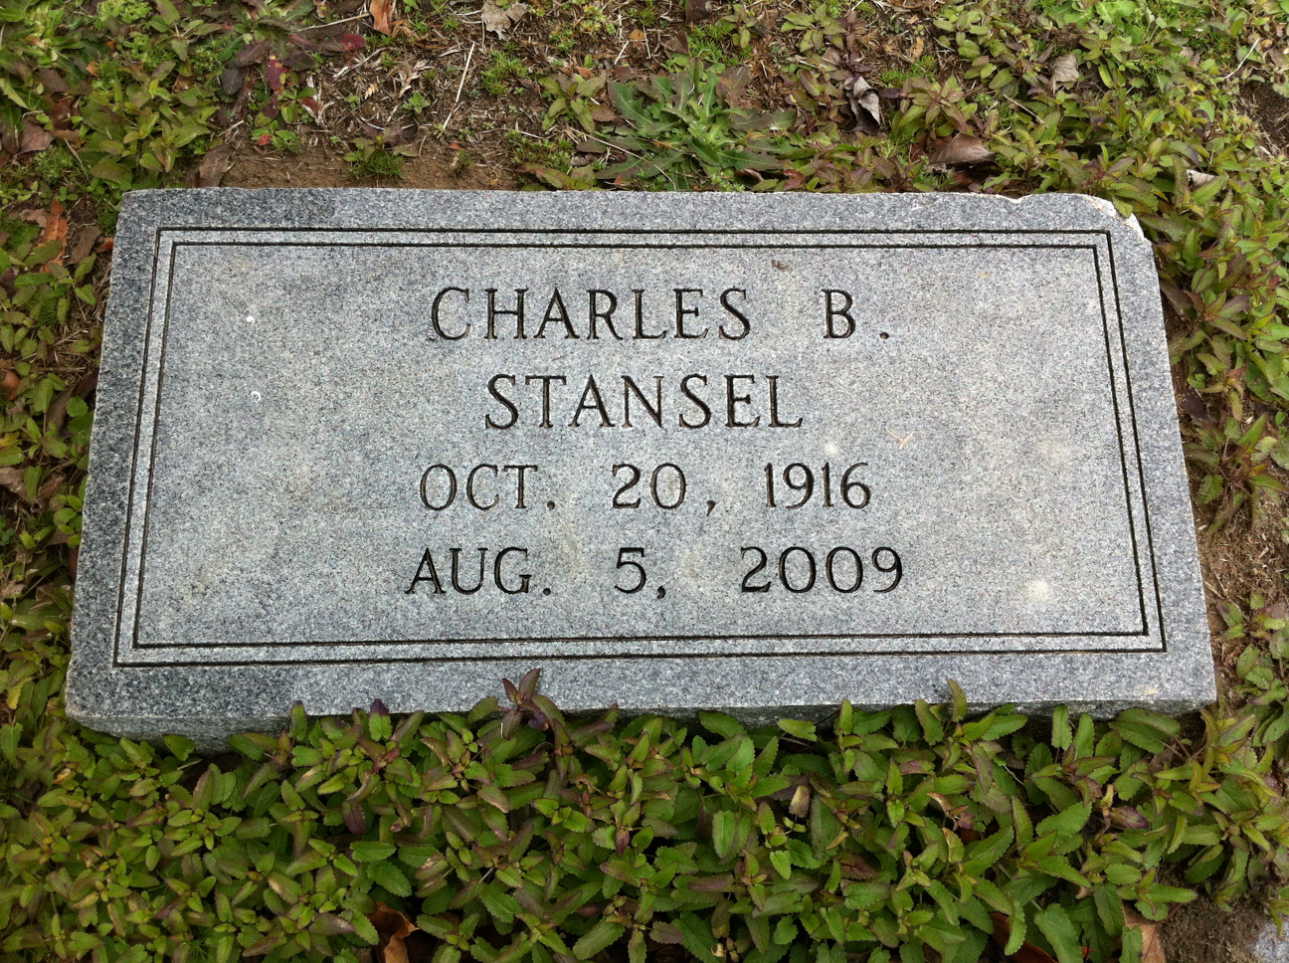 CHARLES B.
STANSEL
OCT. 20, 1916
AUG. 5, 2009